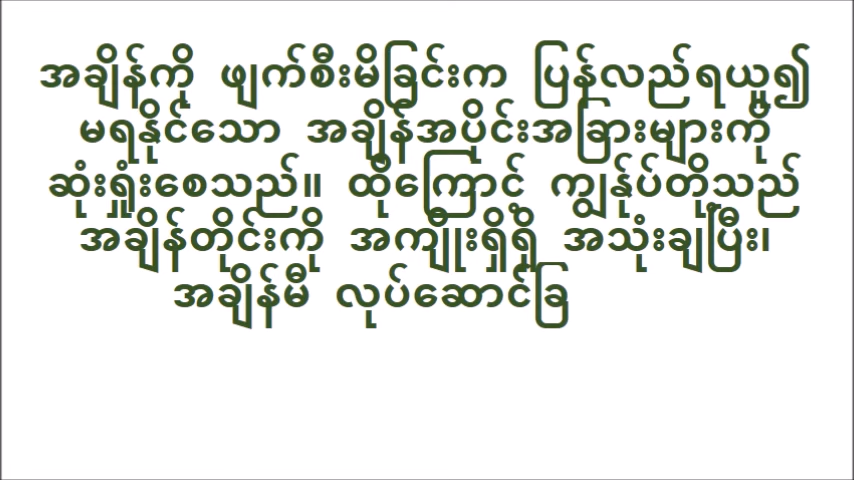 အချိန်ကို ဖျက်စီးမိခြင်းက ပြန်လည်ရယူ၍
မရနိုင်သော အချိန်အပိုင်းအခြားများကို
ဆုံးရှုံးစေသည်။ ထို့ကြောင့် ကျွန်ုပ်တို့သည်
အချိန်တိုင်းကို အကျိုးရှိရှိ အသုံးချပြီး၊
အချိန်မီ လုပ်ဆောင်ခြ